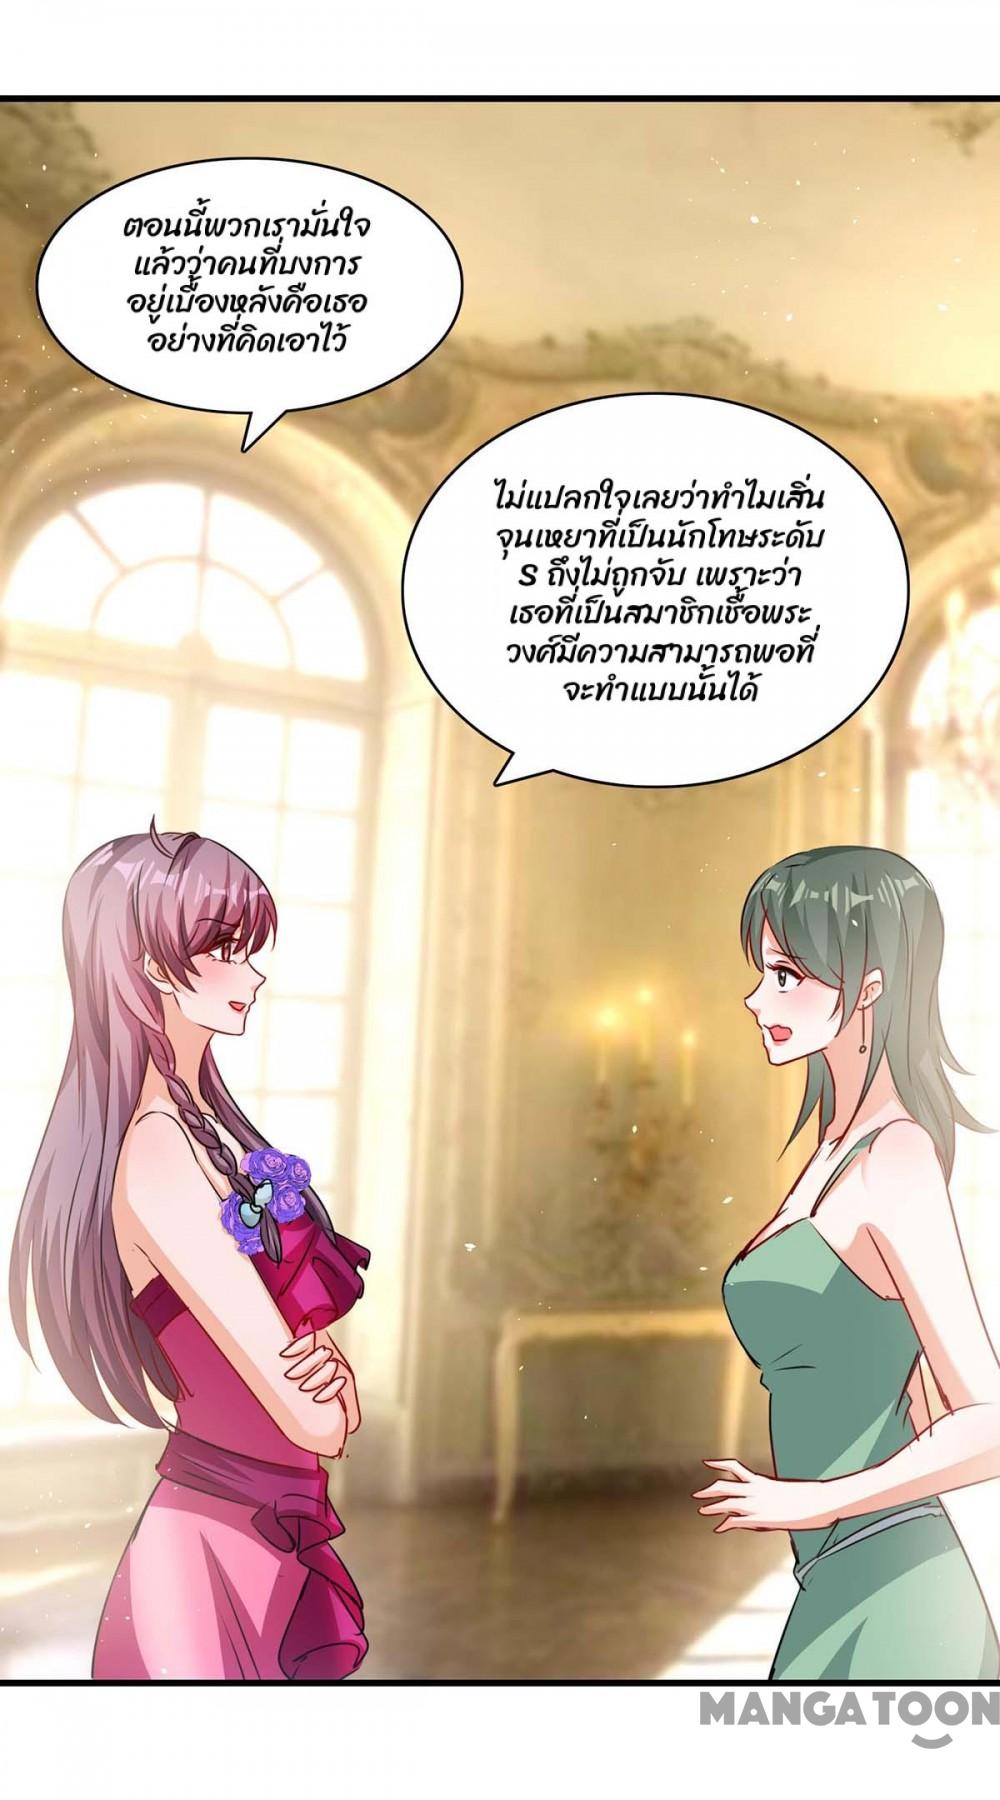 ตอนนี้พวกเรามั่นใจ
แล้วว่าคนที่บงการ
อยู่เบื้องหลังคือเธอ
อย่างที่คิดเอาไว้
ไม่แปลกใจเลยว่าทำไมเสิ่น
จุนเหยาที่เป็นนักโทษระดับ
S ถึงไม่ถูกจับ เพราะว่า
เธอที่เป็นสมาชิกเชื้อพระ
วงศ์มีความสามารถพอที่
จะทำแบบนั้นได้
MANGATOON